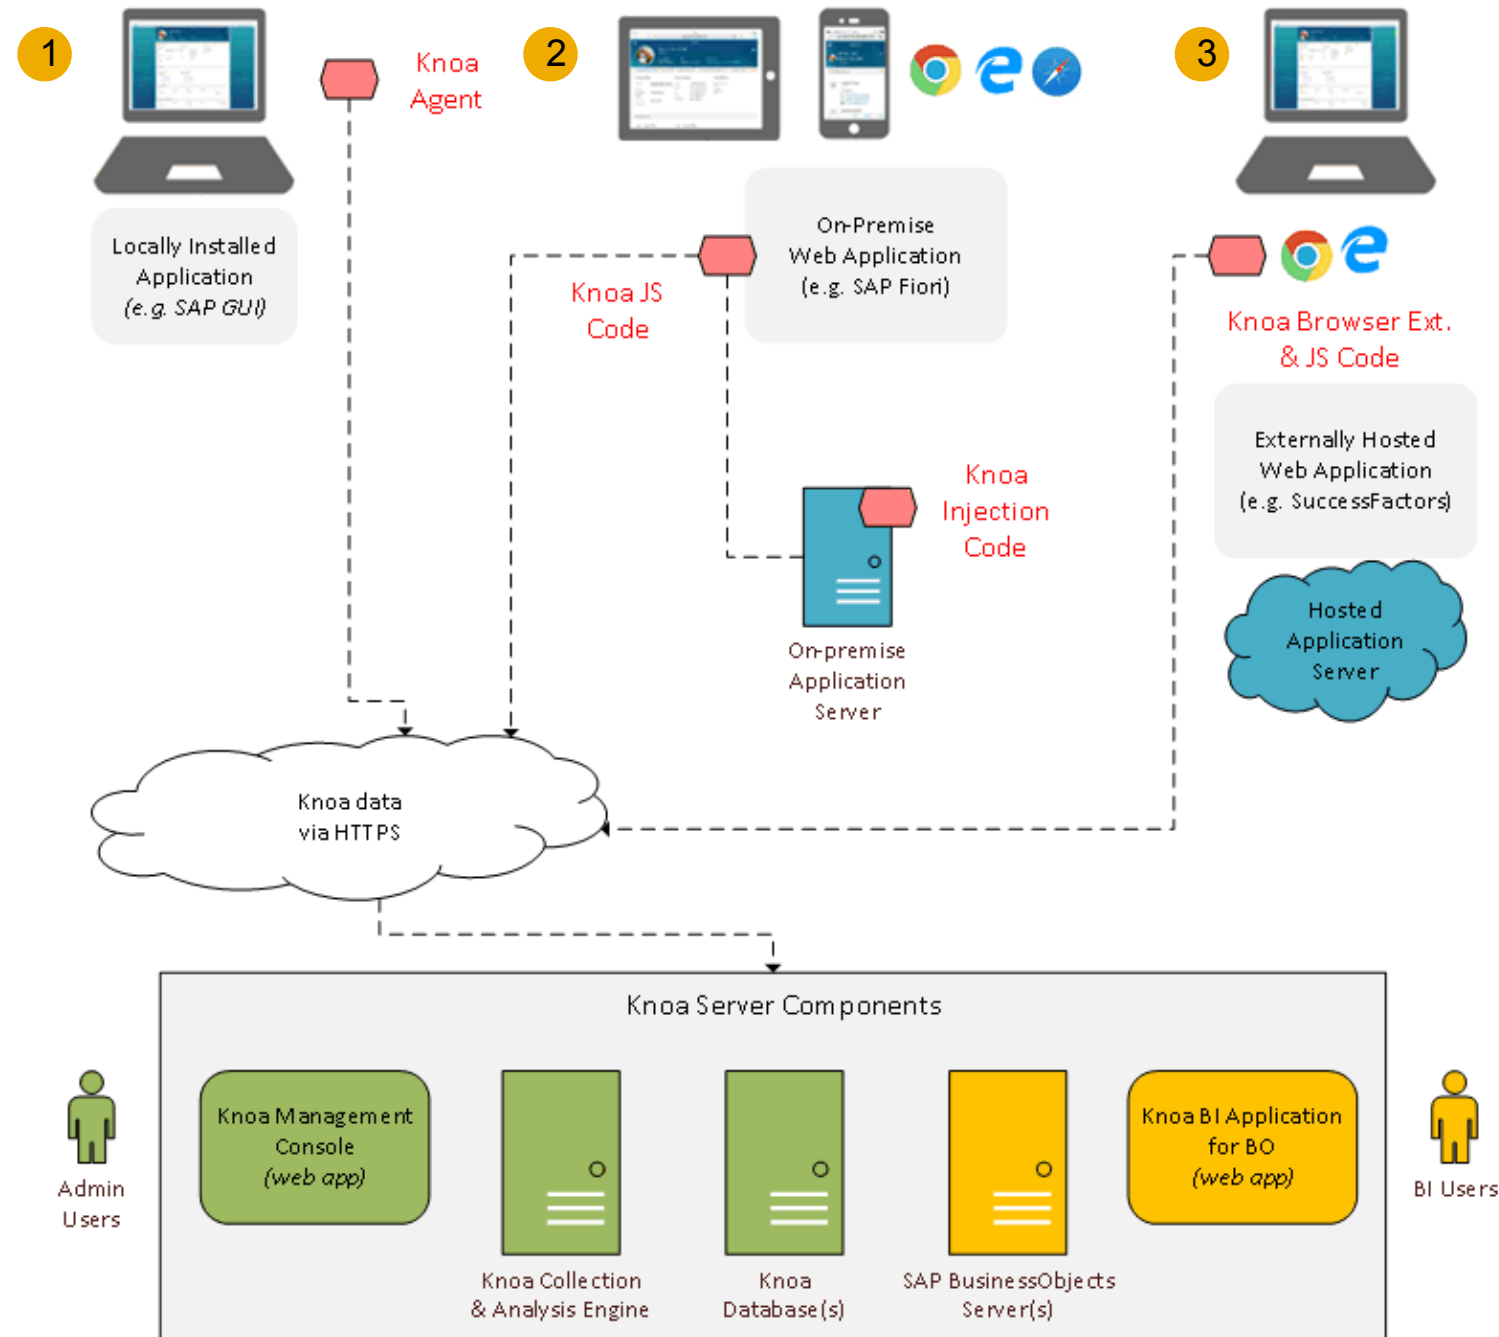 1
Knoa
Agent
2
3
Locally Installed
Application
(e.g. SAP GUI)
On-Premise
Web Application
(e.g. SAP Fiori)
Knoa JS
Code
Knoa Browser Ext.
& JS Code
Externally Hosted
Web Application
(e.g. SuccessFactors)
Knoa
Injection
Code
Hosted
Application
Server
On-premise
Application
Server
Knoa data
via HTTPS
Knoa Server Components
Knoa Management
Console
(web app)
Knoa BI Application
for BO
(web app)
Admin
Users
BI Users
Knoa Collection
& Analysis Engine
Knoa
Database(s)
SAP BusinessObjects
Server(s)